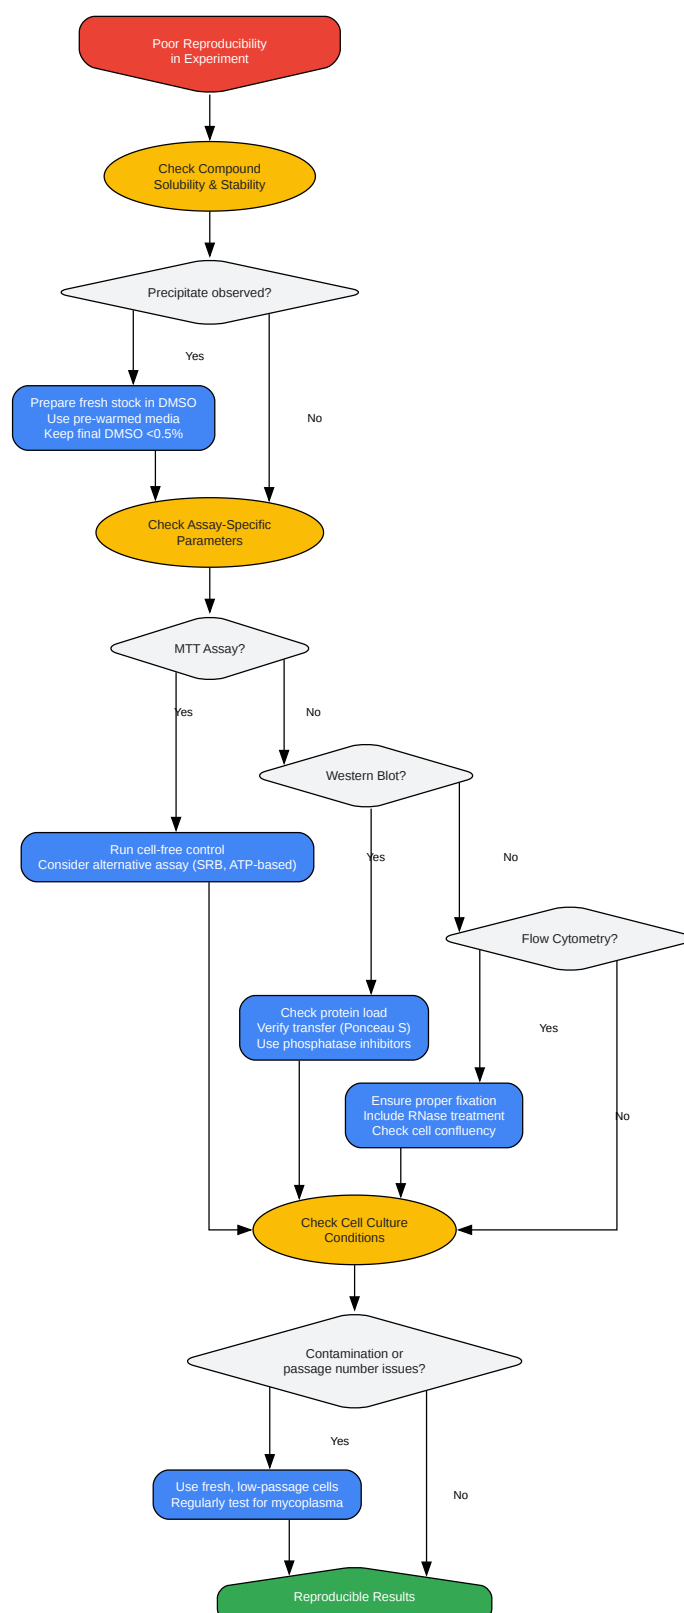 Poor Reproducibility
in Experiment
Check Compound
Solubility & Stability
Precipitate observed?
Yes
Prepare fresh stock in DMSO
Use pre-warmed media
Keep final DMSO <0.5%
No
Check Assay-Specific
Parameters
MTT Assay?
Yes
No
Western Blot?
Run cell-free control
Consider alternative assay (SRB, ATP-based)
Yes
No
Flow Cytometry?
Check protein load
Verify transfer (Ponceau S)
Use phosphatase inhibitors
Yes
Ensure proper fixation
Include RNase treatment
Check cell confluency
No
Check Cell Culture
Conditions
Contamination or
passage number issues?
Yes
Use fresh, low-passage cells
Regularly test for mycoplasma
No
Reproducible Results